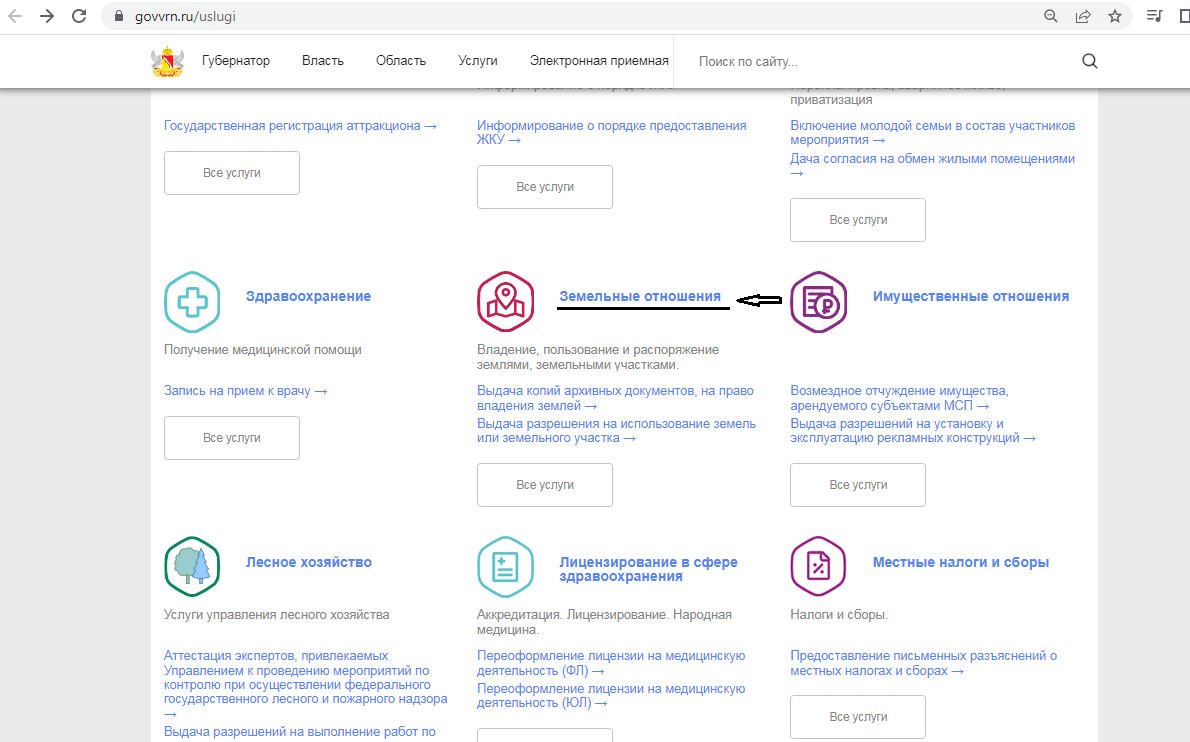 govvrn.ru/uslugi
Губернатор Власть Область Услуги Электронная приемная Поиск по сайту...
приватизация
Государственная регистрация аттракциона →
Все услуги
Информирование о порядке предоставления
ЖКУ →
Все услуги
Включение молодой семьи в состав участников
мероприятия →
Дача согласия на обмен жилыми помещениями
→
Все услуги
Здравоохранение
Получение медицинской помощи
Запись на прием к врачу →
Все услуги
Земельные отношения
Владение, пользование и распоряжение
землями, земельными участками.
Выдача копий архивных документов, на право
владения землей →
Выдача разрешения на использование земель
или земельного участка →
Все услуги
Имущественные отношения
Возмездное отчуждение имущества,
арендуемого субъектами МСП →
Выдача разрешений на установку и
эксплуатацию рекламных конструкций →
Все услуги
Лесное хозяйство
Услуги управления лесного хозяйства
Аттестация экспертов, привлекаемых
Управлением к проведению мероприятий по
контролю при осуществлении федерального
государственного лесного и пожарного надзора
→
Выдача разрешений на выполнение работ по
Лицензирование в сфере
здравоохранения
Аккредитация. Лицензирование. Народная
медицина.
Переоформление лицензии на медицинскую
деятельность (ФЛ) →
Переоформление лицензии на медицинскую
деятельность (ЮЛ) →
Местные налоги и сборы
Налоги и сборы.
Предоставление письменных разъяснений о
местных налогах и сборах →
Все услуги